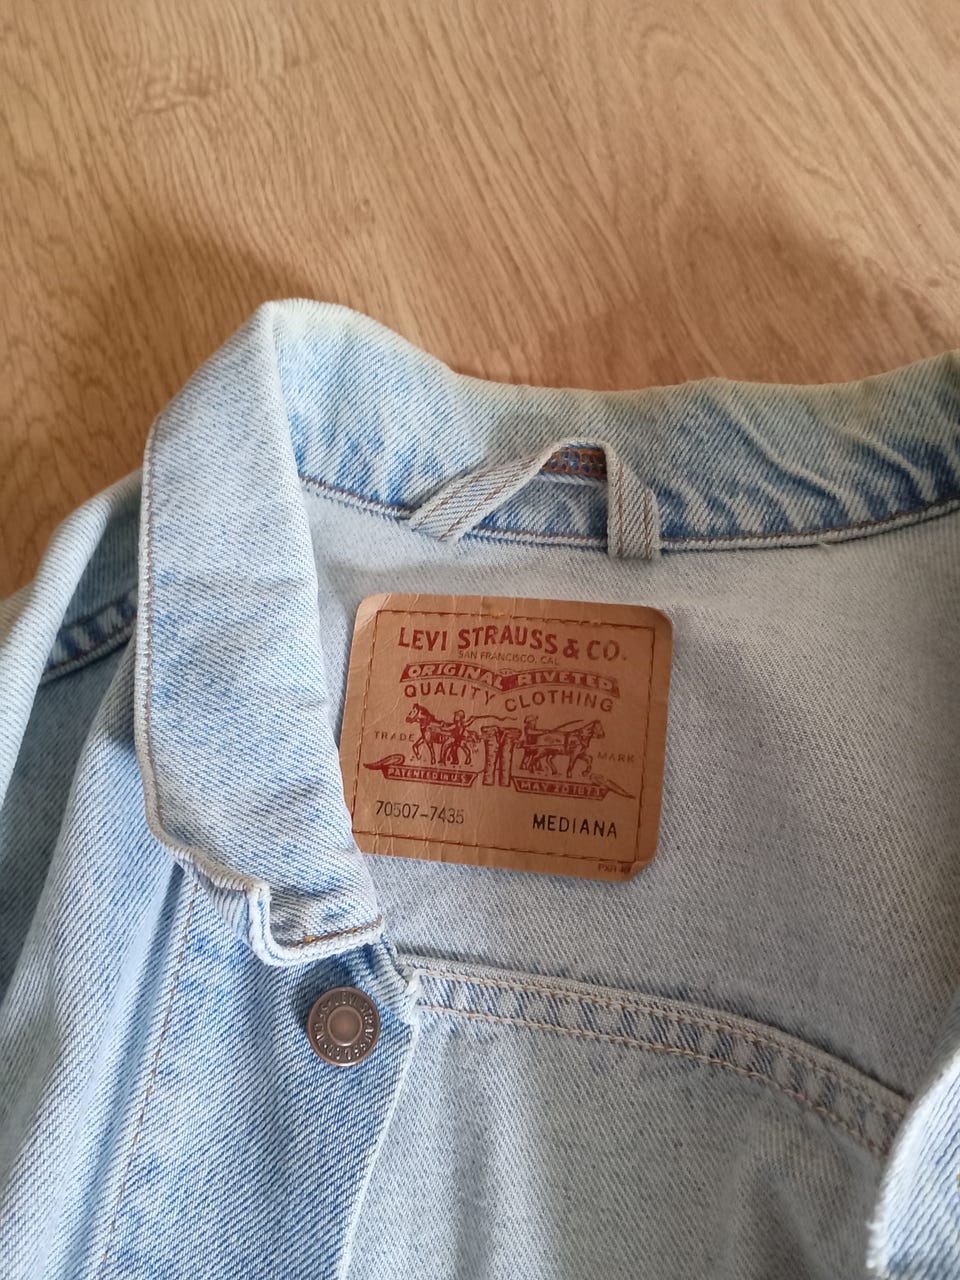 LEVI STRAUSS & CO.
SAN FRANCISCO, CAL
ORIGINAL RIVETED
QUALITY CLOTHING
TRADE MARK
PATENTED IN U.S.
MAY 20 1873
70507-7435
MEDIANA